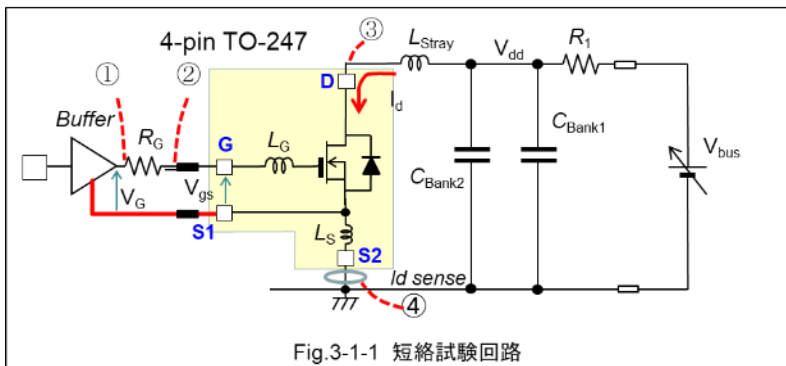 4-pin TO-247
③
L_Stray
V_dd
R_1
①
②
D
I_d
Buffer
R_G
G
L_G
C_Bank1
V_bus
C_Bank2
V_G
V_gs
S1
L_S
S2
Id sense
④
Fig.3-1-1 短絡試験回路